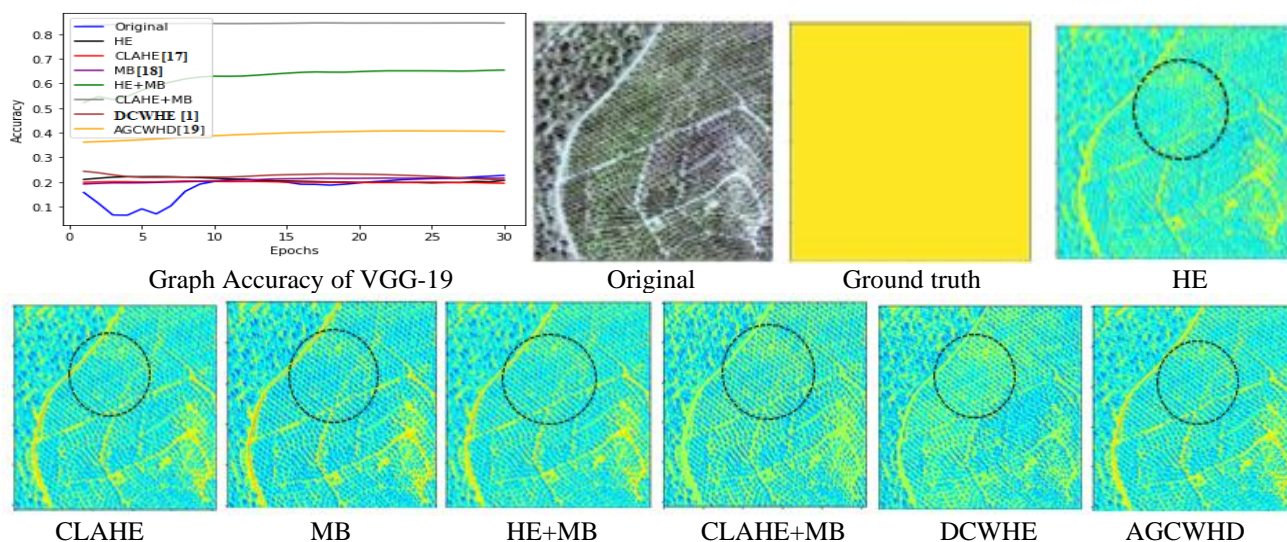 0.8
0.7
0.6
0.5
0.4
0.3
0.2
0.1
Accuracy
Original
HE
CLAHE[17]
MB[18]
HE+MB
CLAHE+MB
DCWHE [1]
AGCWHD[19]
0 5 10 15 20 25 30
Epochs
Graph Accuracy of VGG-19
Original
Ground truth
HE
CLAHE
MB
HE+MB
CLAHE+MB
DCWHE
AGCWHD